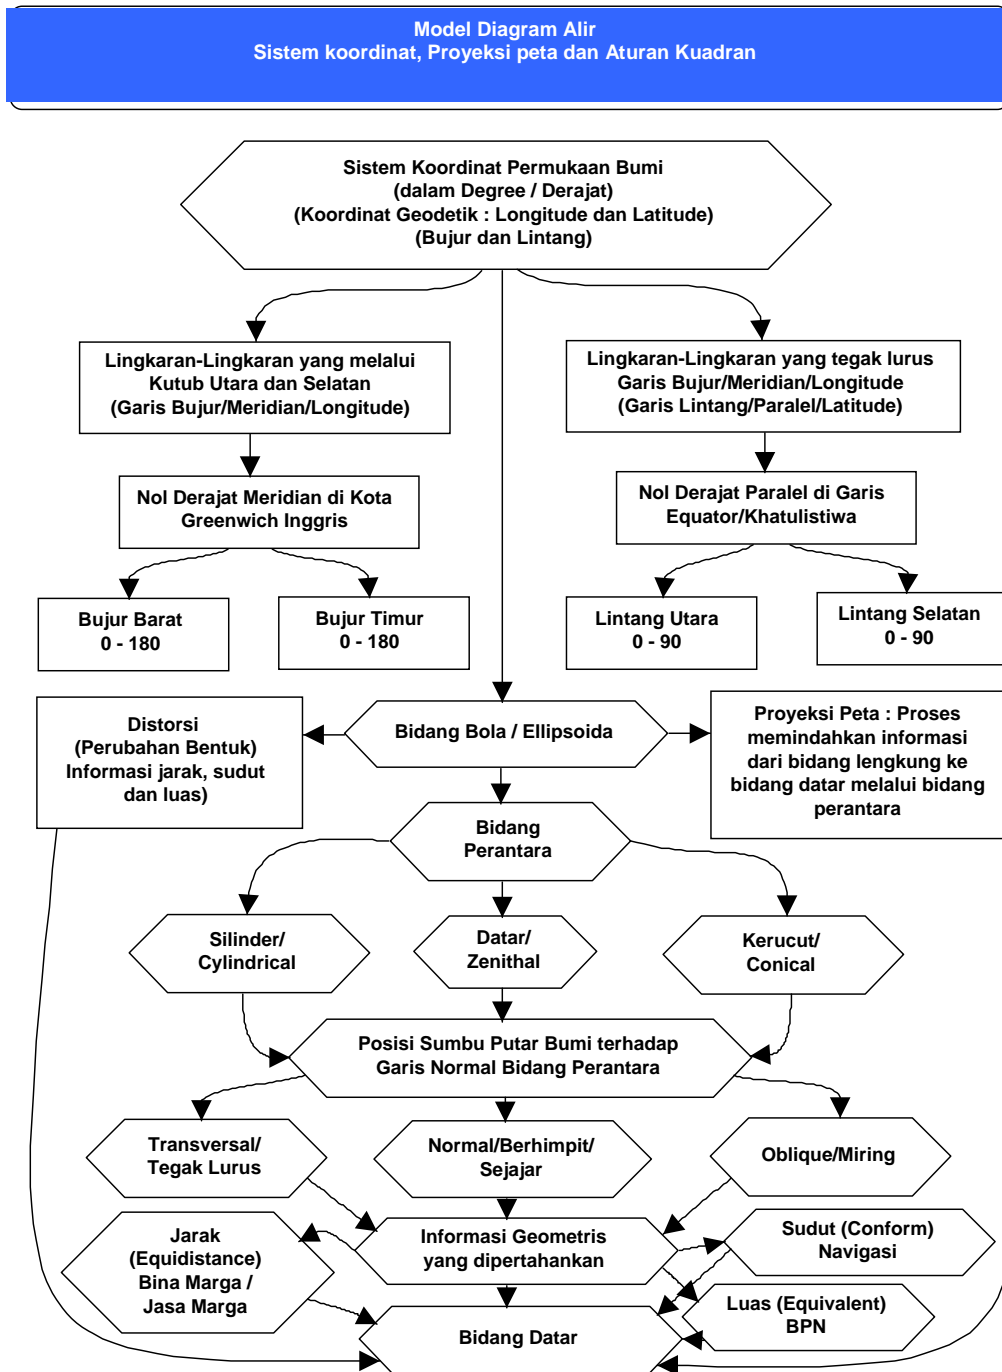 Model Diagram Alir
Sistem koordinat, Proyeksi peta dan Aturan Kuadran
Sistem Koordinat Permukaan Bumi
(dalam Degree / Derajat)
(Koordinat Geodetik : Longitude dan Latitude)
(Bujur dan Lintang)
Lingkaran-Lingkaran yang melalui
Kutub Utara dan Selatan
(Garis Bujur/Meridian/Longitude)
Lingkaran-Lingkaran yang tegak lurus
Garis Bujur/Meridian/Longitude
(Garis Lintang/Paralel/Latitude)
Nol Derajat Meridian di Kota
Greenwich Inggris
Nol Derajat Paralel di Garis
Equator/Khatulistiwa
Bujur Barat
0 - 180
Bujur Timur
0 - 180
Lintang Utara
0 - 90
Lintang Selatan
0 - 90
Distorsi
(Perubahan Bentuk)
Informasi jarak, sudut
dan luas)
Bidang Bola / Ellipsoida
Proyeksi Peta : Proses
memindahkan informasi
dari bidang lengkung ke
bidang datar melalui bidang
perantara
Bidang
Perantara
Silinder/
Cylindrical
Datar/
Zenithal
Kerucut/
Conical
Posisi Sumbu Putar Bumi terhadap
Garis Normal Bidang Perantara
Transversal/
Tegak Lurus
Normal/Berhimpit/
Sejajar
Oblique/Miring
Jarak
(Equidistance)
Bina Marga /
Jasa Marga
Informasi Geometris
yang dipertahankan
Sudut (Conform)
Navigasi
Luas (Equivalent)
BPN
Bidang Datar